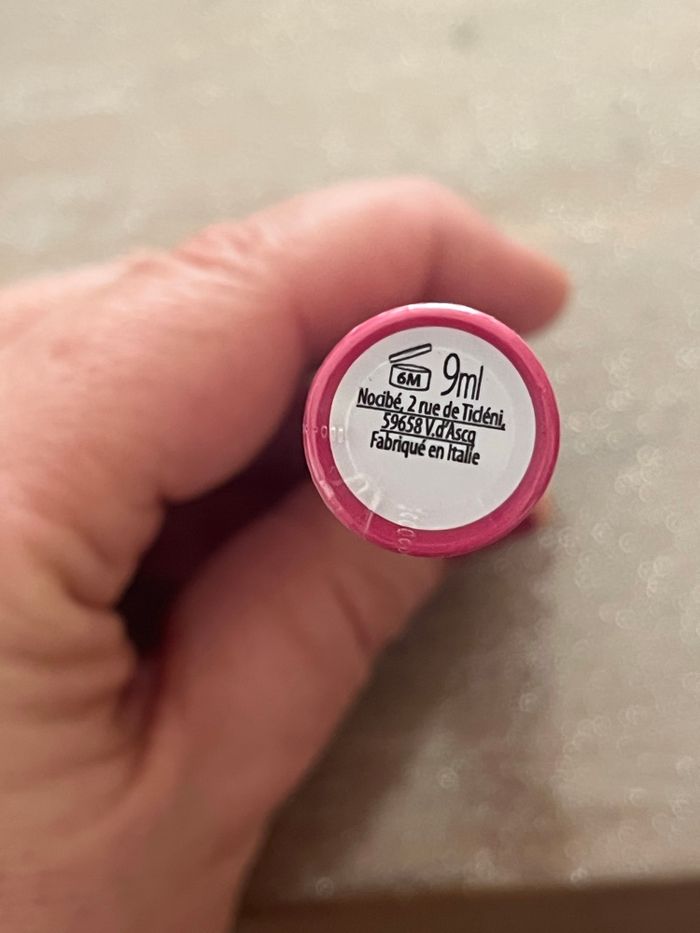 6M 9ml
Nocibé, 2 rue de Ticléni,
59658 V.d'Ascq
Fabriqué en Italie